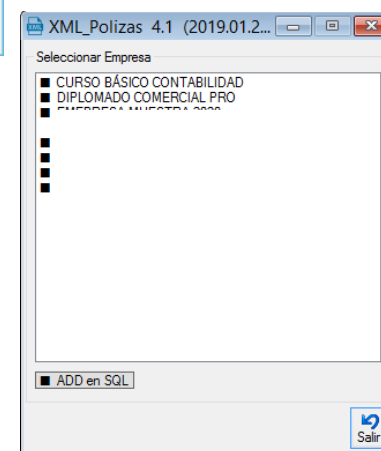 XML_Polizas 4.1 (2019.01.2...
Seleccionar Empresa
CURSO BÁSICO CONTABILIDAD
DIPLOMADO COMERCIAL PRO
ADD en SQL
Salir